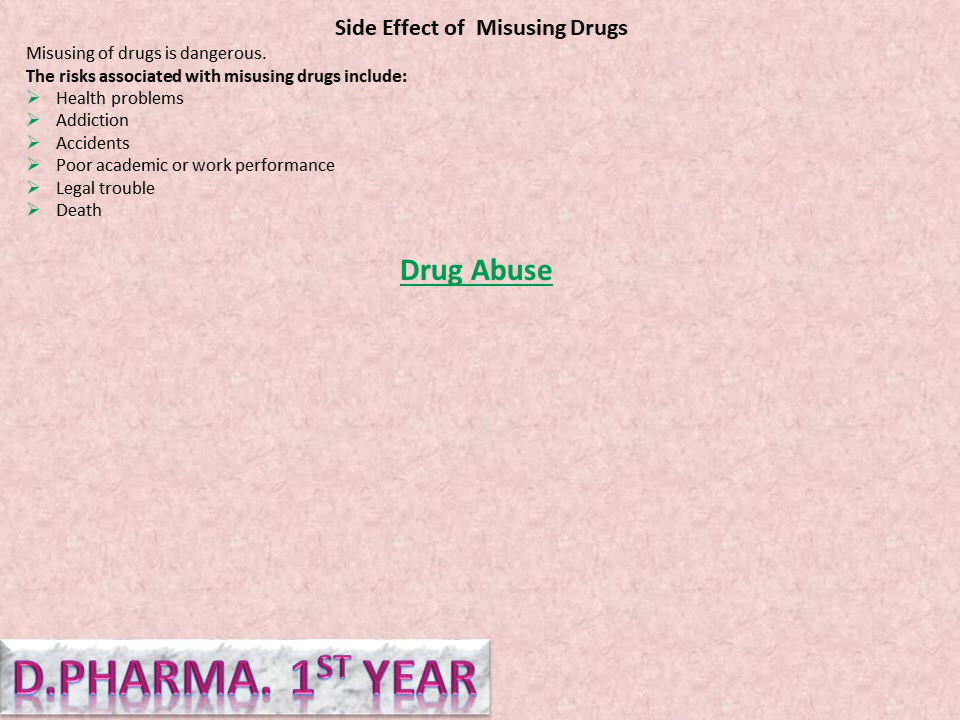 Side Effect of  Misusing Drugs
Misusing of drugs is dangerous.
The risks associated with misusing drugs include:
➢ Health problems
➢ Addiction
➢ Accidents
➢ Poor academic or work performance
➢ Legal trouble
➢ Death
Drug Abuse
D.PHARMA. 1ST YEAR